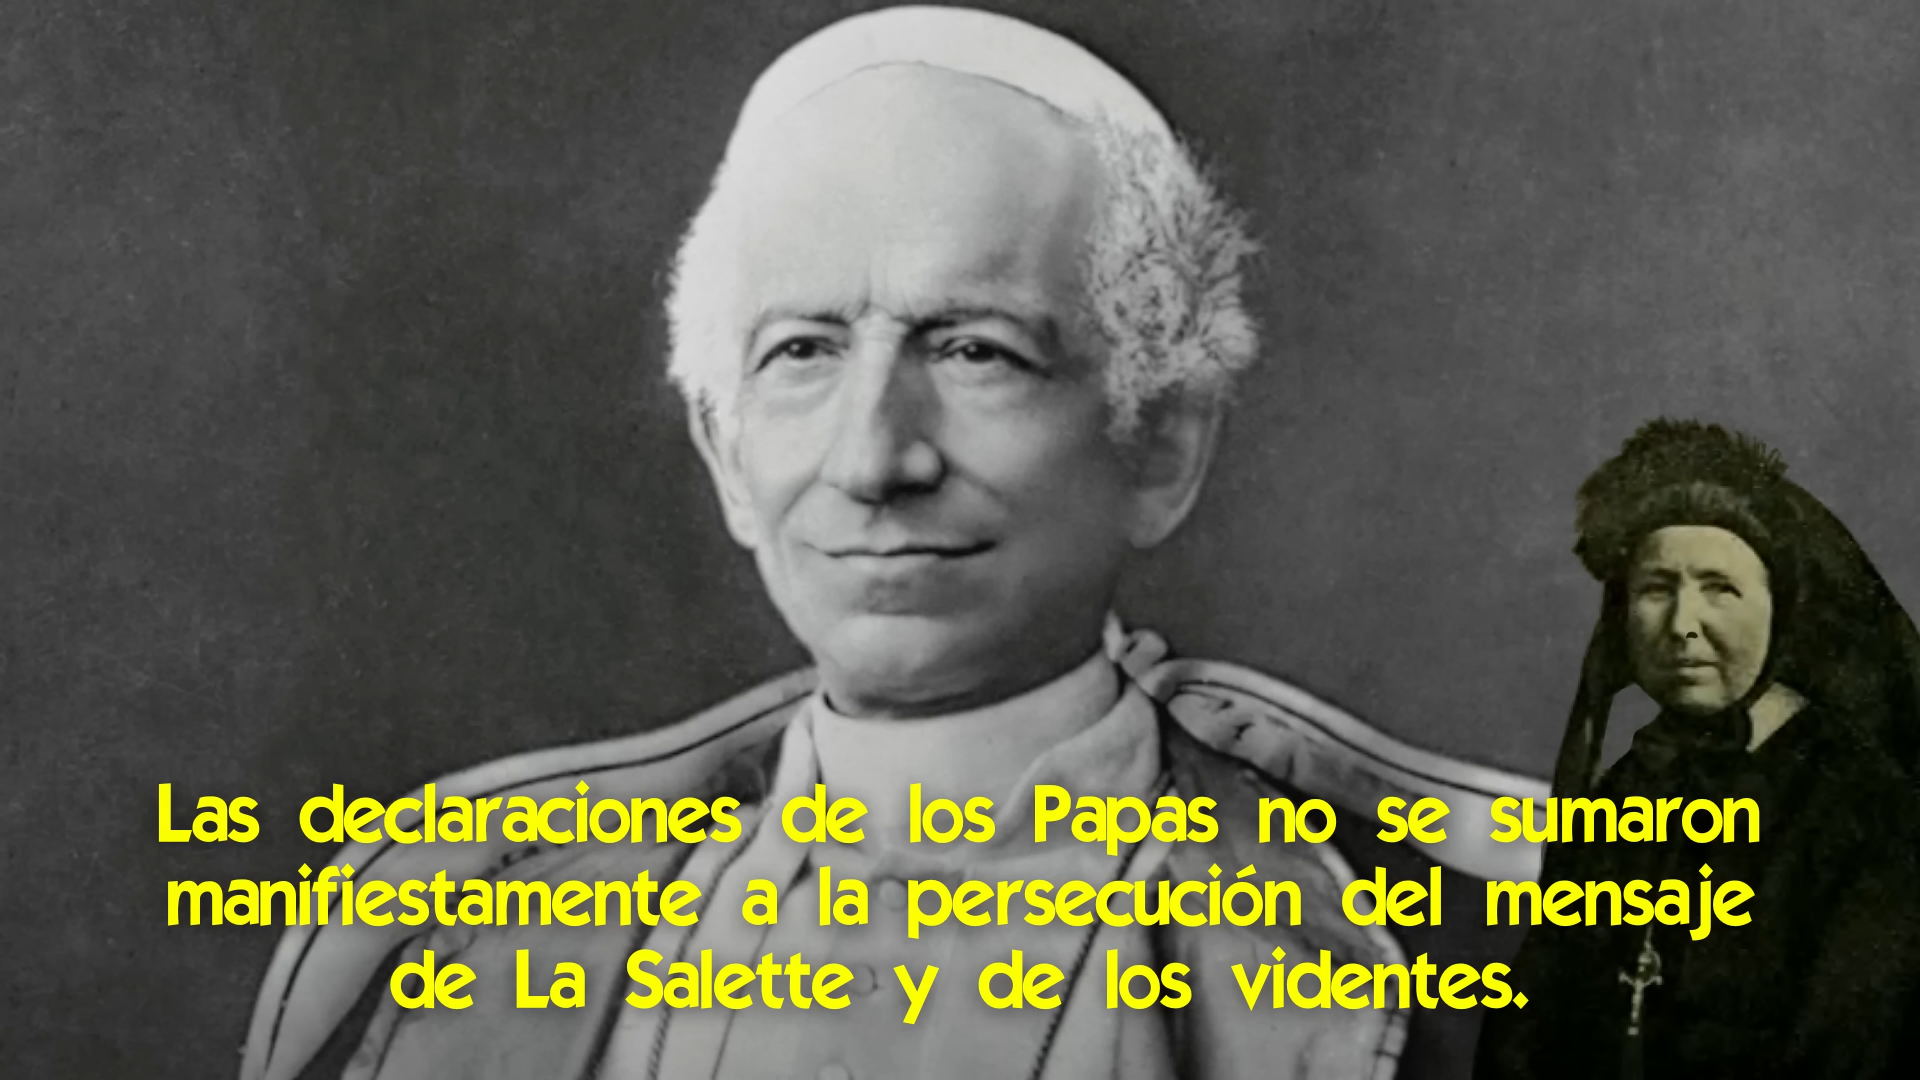 Las declaraciones de los Papas no se sumaron
manifiestamente a la persecución del mensaje
de La Salette y de los videntes.